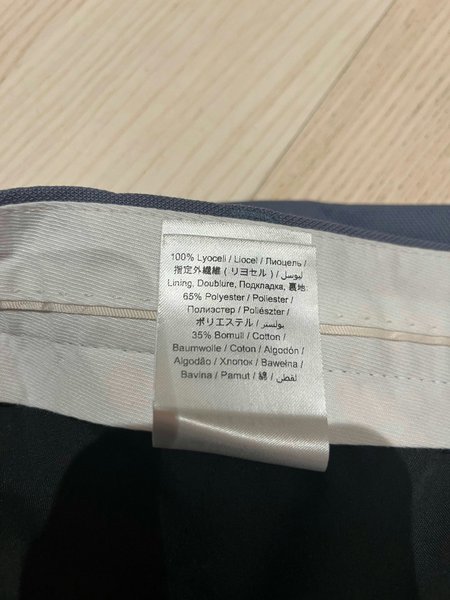 100% Lyocell / Liocel / Лиоцель /
指定外繊維 ( リヨセル ) / ليوسل
Lining, Doublure, Подкладка, 裏地:
65% Polyester / Poliester /
Полиэстер / Poliészter /
ポリエステル / بولستر
35% Bomull / Cotton /
Baumwolle / Coton / Algodón /
Algodão / Хлопок / Bawełna /
Bavlna / Pamut / 綿 / لقطن